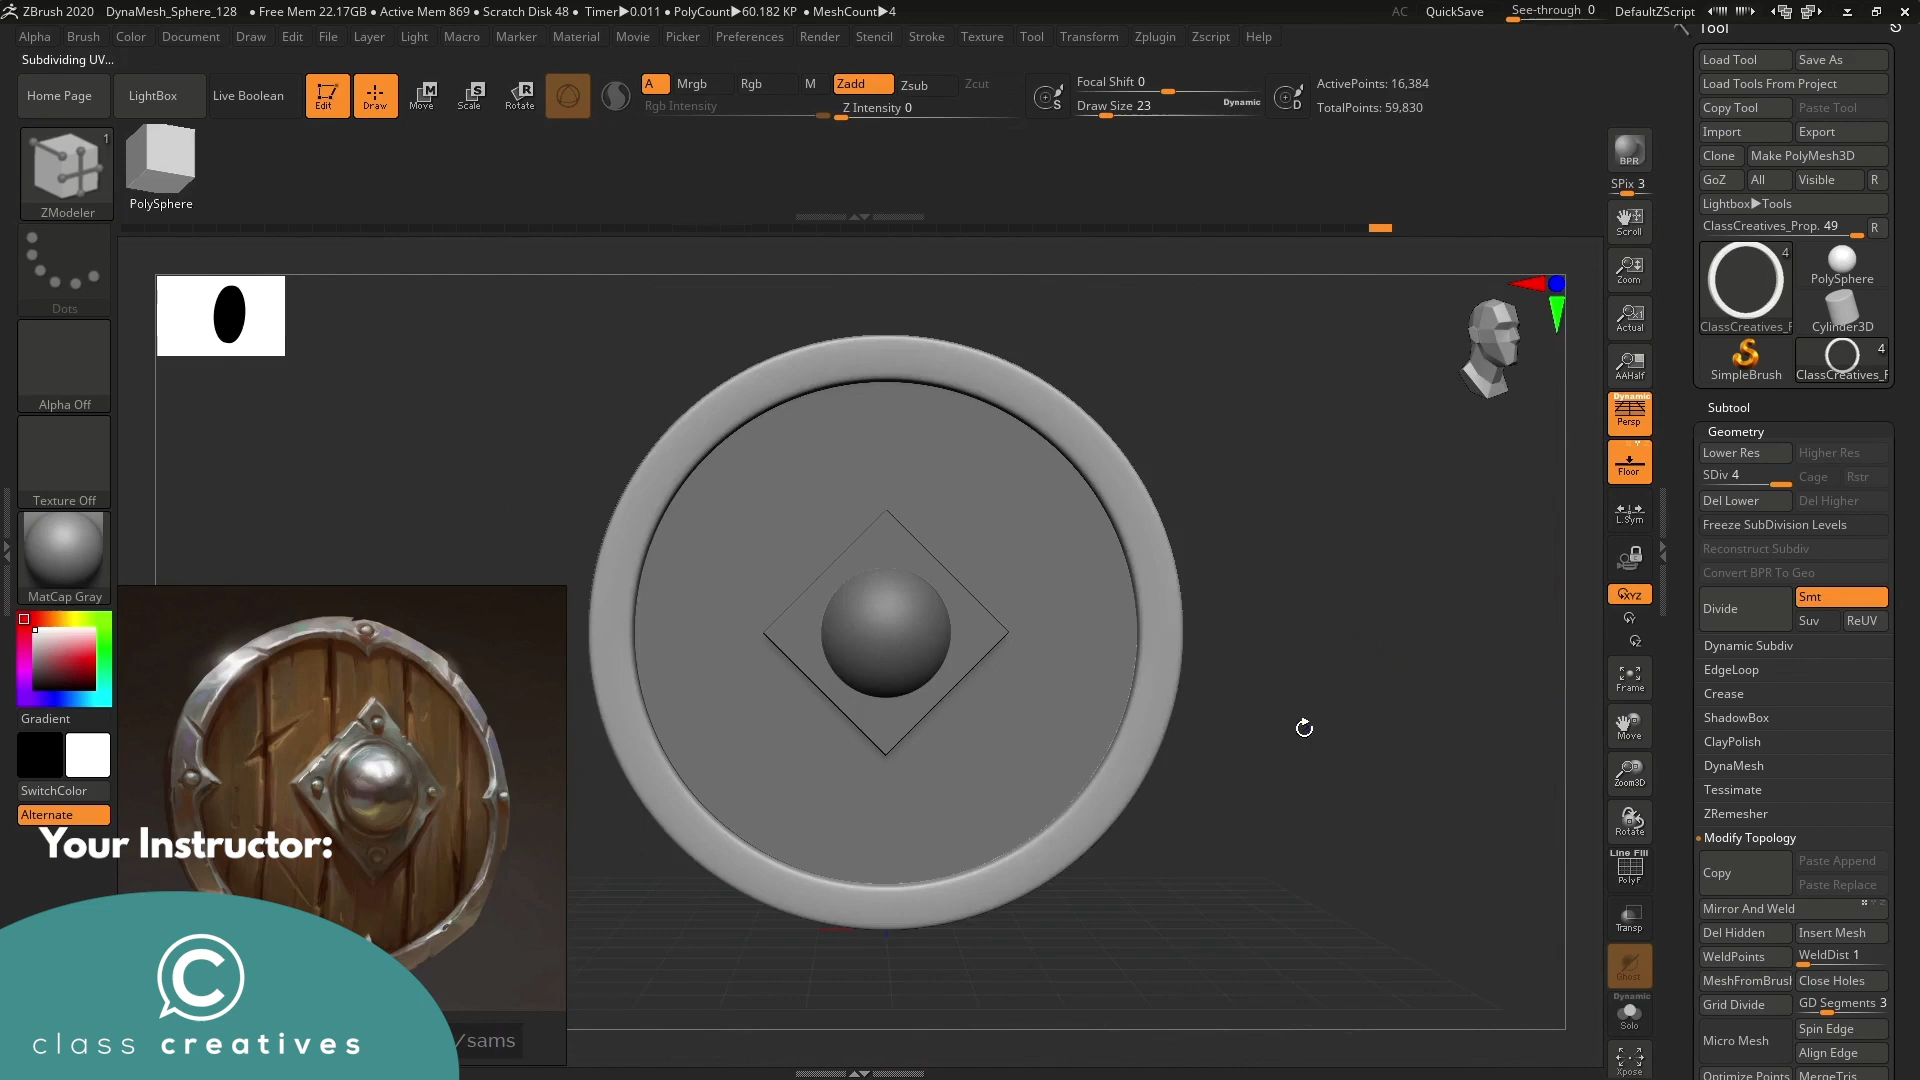 ZBrush 2020 DynaMesh_Sphere_128 • Free Mem 22.17GB • Active Mem 869 • Scratch Disk 48 • Timer▶0.011 • PolyCount▶60.182 KP • MeshCount▶4 AC QuickSave See-through 0 DefaultZScript
Alpha Brush Color Document Draw Edit File Layer Light Macro Marker Material Movie Picker Preferences Render Stencil Stroke Texture Tool Transform Zplugin Zscript Help
Subdividing UV...
Home Page
LightBox
Live Boolean
Edit
Draw
Move
Scale
Rotate
A
Mrgb
Rgb
M
Zadd
Zsub
Zcut
Rgb Intensity
Z Intensity 0
S
Focal Shift 0
Draw Size 23
Dynamic
D
ActivePoints: 16,384
TotalPoints: 59,830
1
ZModeler
PolySphere
Dots
Alpha Off
Texture Off
MatCap Gray
Gradient
SwitchColor
Alternate
Your Instructor:
class creatives
/sams
BPR
SPix 3
Scroll
Zoom
Actual
AAHalf
Dynamic
Persp
Floor
L.Sym
XYZ
Frame
Move
Zoom3D
Rotate
Line Fill
PolyF
Transp
Ghost
Dynamic
Solo
Xpose
Tool
Load Tool Save As
Load Tools From Project
Copy Tool Paste Tool
Import Export
Clone Make PolyMesh3D
GoZ All Visible R
Lightbox▶Tools
ClassCreatives_Prop. 49 R
4
PolySphere
ClassCreatives_F Cylinder3D
4
SimpleBrush ClassCreatives_F
Subtool
Geometry
Lower Res Higher Res
SDiv 4 Cage Rstr
Del Lower Del Higher
Freeze SubDivision Levels
Reconstruct Subdiv
Convert BPR To Geo
Divide Smt
Suv ReUV
Dynamic Subdiv
EdgeLoop
Crease
ShadowBox
ClayPolish
DynaMesh
Tessimate
ZRemesher
Modify Topology
Copy Paste Append
Paste Replace
Mirror And Weld
Del Hidden Insert Mesh
WeldPoints WeldDist 1
MeshFromBrusl Close Holes
Grid Divide GD Segments 3
Micro Mesh Spin Edge
Align Edge
Optimize Points MergeTris